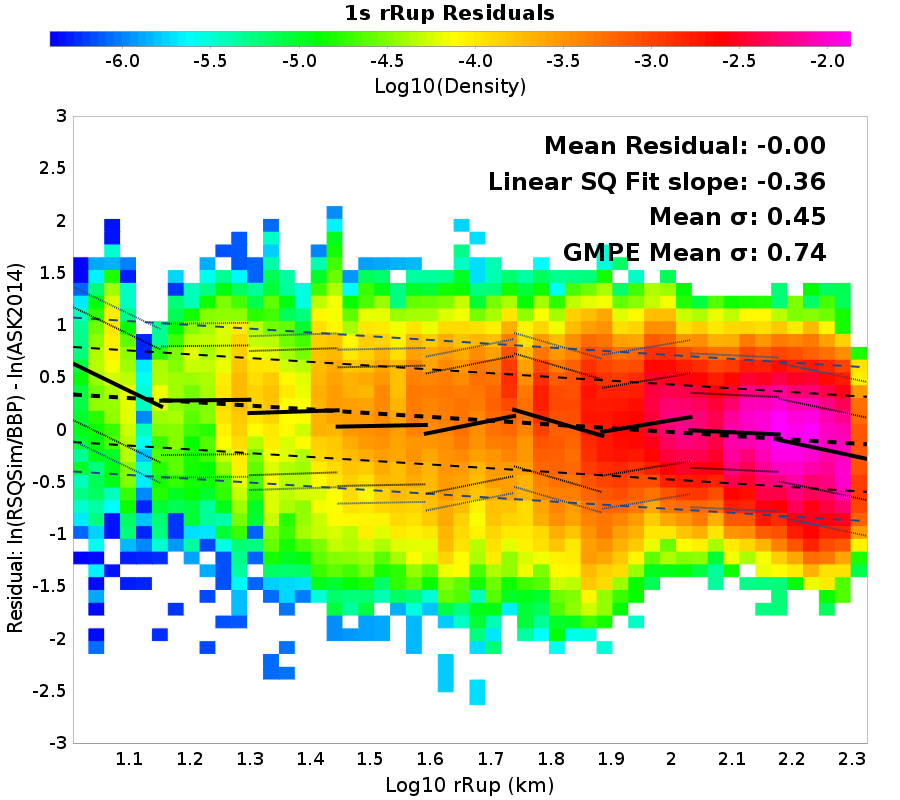 1s rRup Residuals
-6.0 -5.5 -5.0 -4.5 -4.0 -3.5 -3.0 -2.5 -2.0
Log10(Density)
Mean Residual: -0.00
Linear SQ Fit slope: -0.36
Mean σ: 0.45
GMPE Mean σ: 0.74
Residual: ln(RSQSim/BBP) - ln(ASK2014)
3
2.5
2
1.5
1
0.5
0
-0.5
-1
-1.5
-2
-2.5
-3
1.1 1.2 1.3 1.4 1.5 1.6 1.7 1.8 1.9 2 2.1 2.2 2.3
Log10 rRup (km)